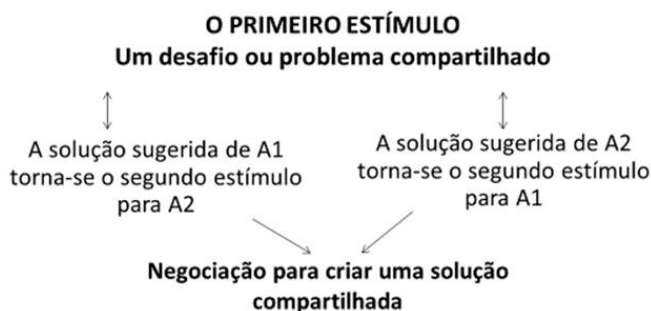 O PRIMEIRO ESTÍMULO
Um desafio ou problema compartilhado
A solução sugerida de A1
torna-se o segundo estímulo
para A2
A solução sugerida de A2
torna-se o segundo estímulo
para A1
Negociação para criar uma solução
compartilhada